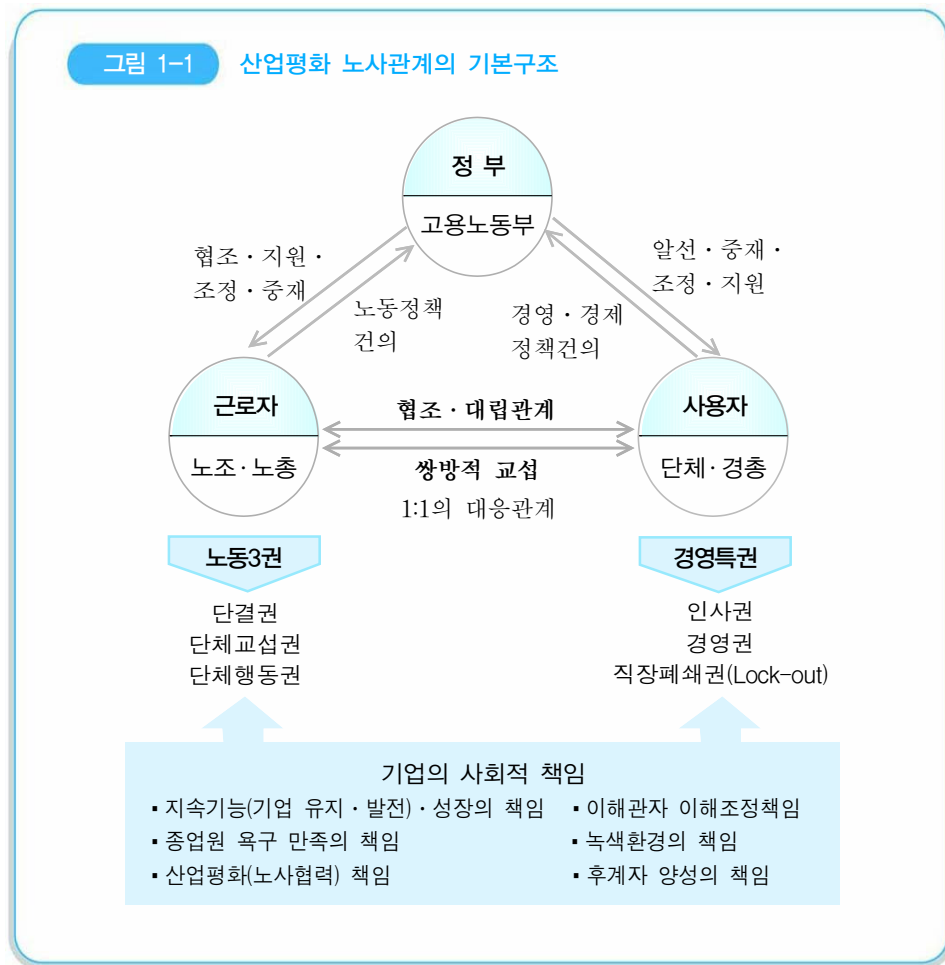 그림 1-1 산업평화 노사관계의 기본구조
정 부
고용노동부
협조·지원·
조정·중재
노동정책
건의
경영·경제
정책건의
알선·중재·
조정·지원
근로자
노조·노총
협조·대립관계
쌍방적 교섭
1:1의 대응관계
사용자
단체·경총
노동3권
단결권
단체교섭권
단체행동권
경영특권
인사권
경영권
직장폐쇄권(Lock-out)
기업의 사회적 책임
▪ 지속기능(기업 유지·발전)·성장의 책임
▪ 종업원 욕구 만족의 책임
▪ 산업평화(노사협력) 책임
▪ 이해관자 이해조정책임
▪ 녹색환경의 책임
▪ 후계자 양성의 책임